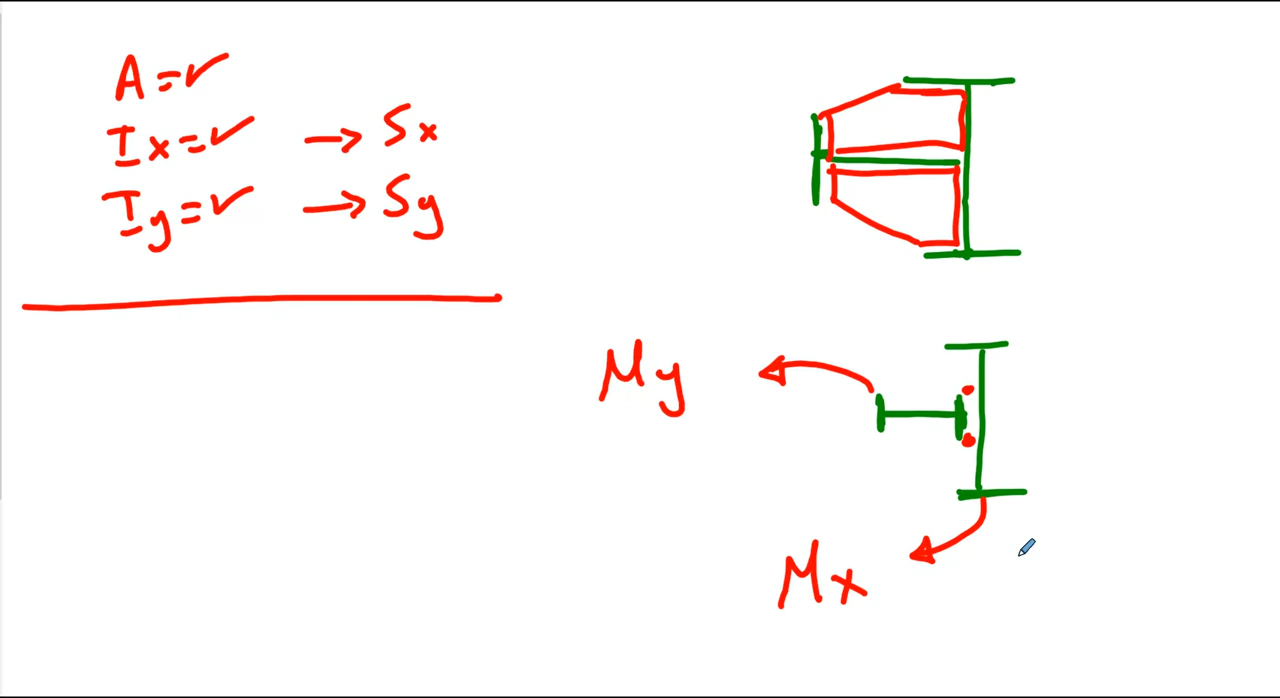 A = ✓
Ix = ✓ → Sx
Iy = ✓ → Sy
My
Mx